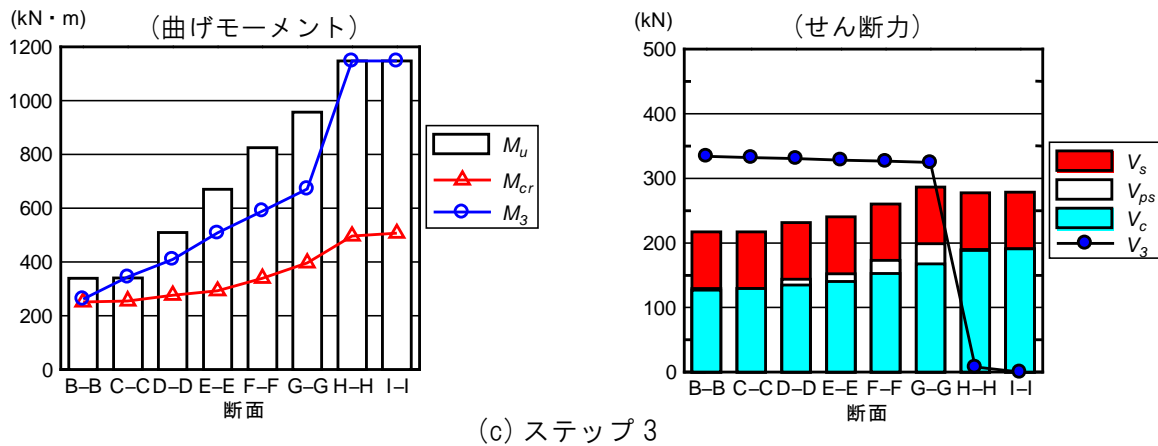 (kN・m)
(曲げモーメント)
1200
1000
800
600
400
200
0
B–B C–C D–D E–E F–F G–G H–H I–I
断面
Mu
Mcr
M3
(kN)
(せん断力)
500
400
300
200
100
0
B–B C–C D–D E–E F–F G–G H–H I–I
断面
Vs
Vps
Vc
V3
(c) ステップ 3